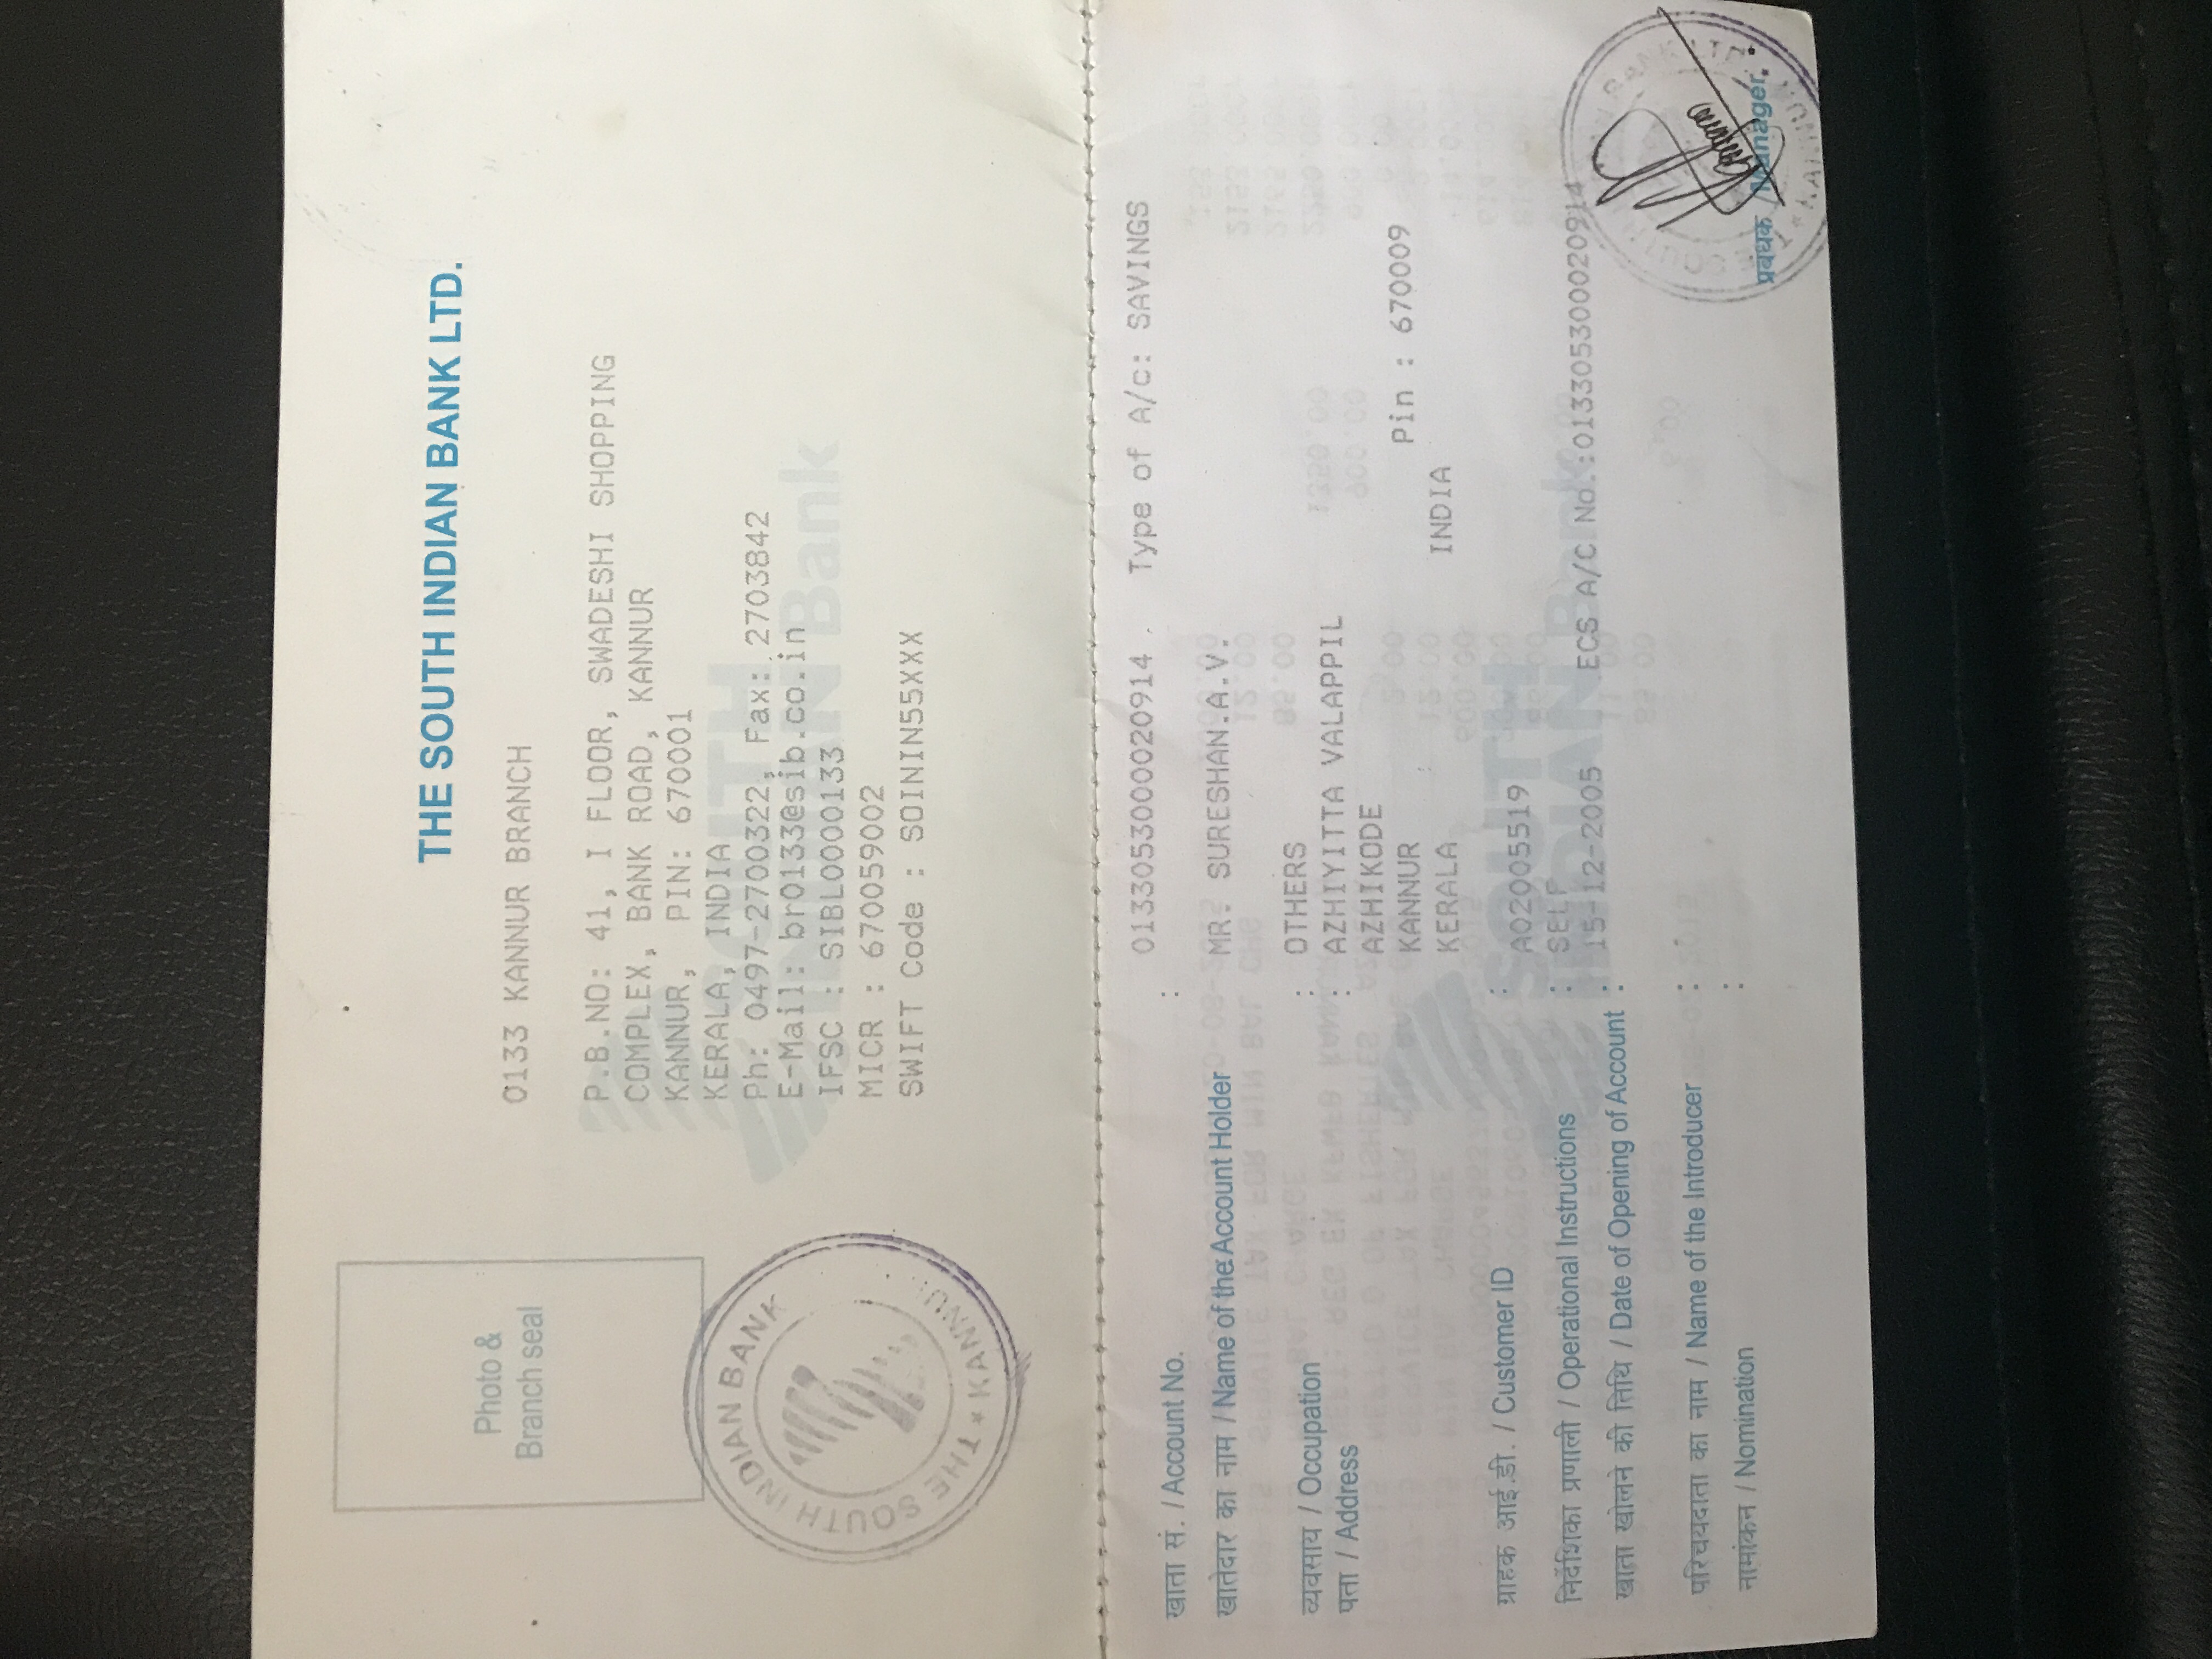 Photo &
Branch seal
THE SOUTH INDIAN BANK LTD.
0133 KANNUR BRANCH
P.B.NO: 41, I FLOOR, SWADESHI SHOPPING
COMPLEX, BANK ROAD, KANNUR
KANNUR, PIN: 670001
KERALA, INDIA
Ph: 0497-2700322, Fax: 2703842
E-Mail: br0133@sib.co.in
IFSC : SIBL0000133
MICR : 670059002
SWIFT Code : SOININ55XXX
SOUTH
INDIAN Bank
THE SOUTH INDIAN BANK
* KANNUR
0133053000020914 Type of A/c: SAVINGS
खाता सं. / Account No. :
खातेदार का नाम / Name of the Account Holder MR. SURESHAN.A.V.
व्यवसाय / Occupation : OTHERS
पता / Address : AZHIYITTA VALAPPIL
AZHIKODE
KANNUR Pin : 670009
KERALA INDIA
ग्राहक आई.डी. / Customer ID : A02005519
निर्देशिका प्रणाली / Operational Instructions : SELF
खाता खोलने की तिथि / Date of Opening of Account : 15-12-2005 ECS A/C No.:013305300020914
परिचयदाता का नाम / Name of the Introducer :
नामांकन / Nomination :
SOUTH
INDIAN Bank
प्रबंधक / Manager.